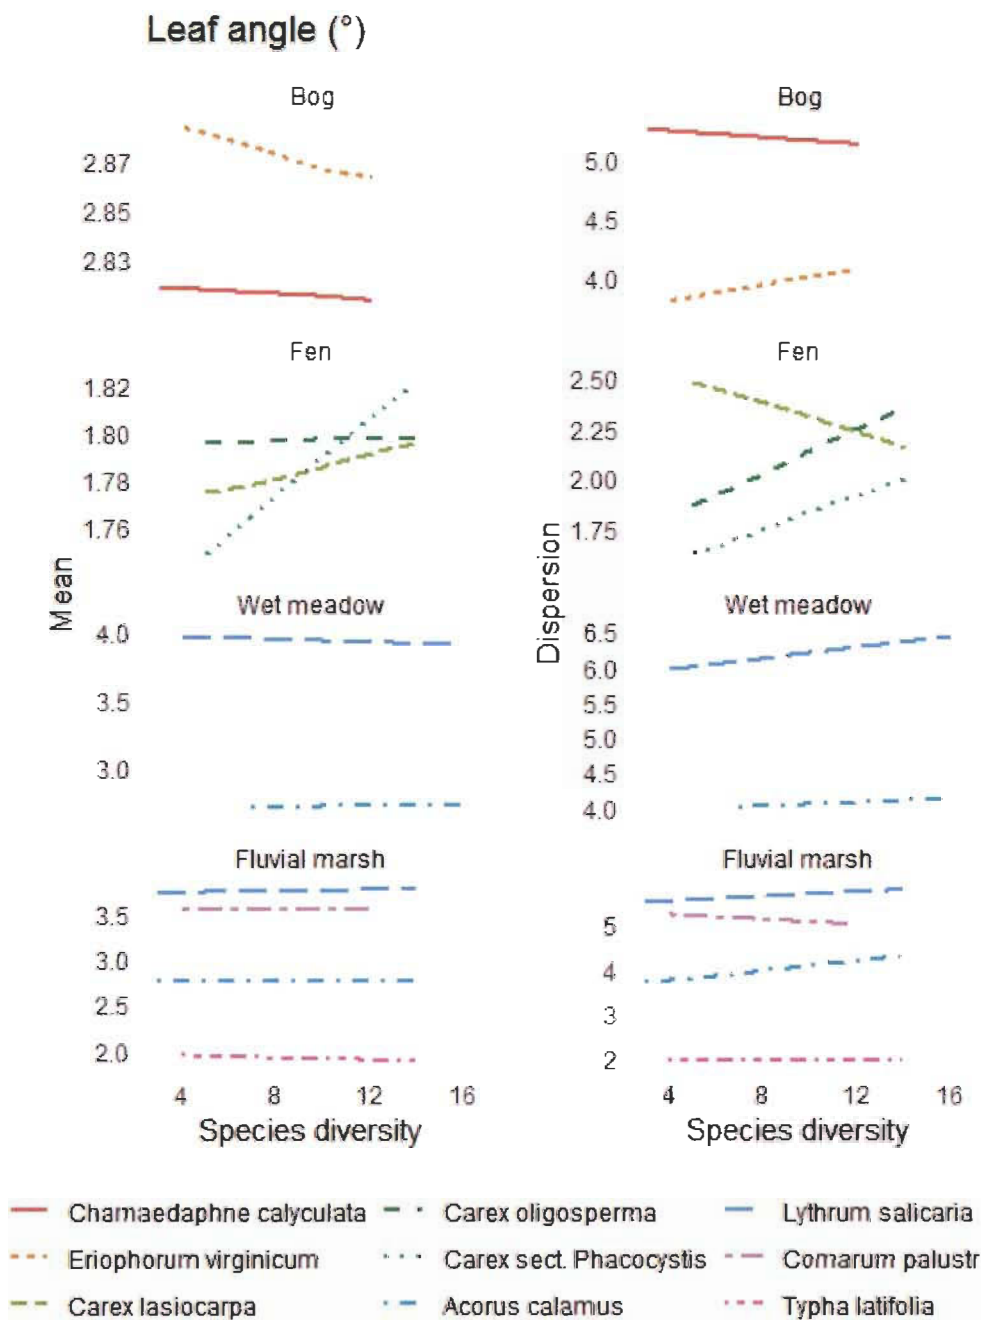 Leaf angle (°)
Bog
Bog
2.87
2.85
2.83
5.0
4.5
4.0
Fen
Fen
1.82
1.80
1.78
1.76
2.50
2.25
2.00
1.75
Mean
Dispersion
Wet meadow
Wet meadow
4.0
3.5
3.0
6.5
6.0
5.5
5.0
4.5
4.0
Fluvial marsh
Fluvial marsh
3.5
3.0
2.5
2.0
5
4
3
2
4 8 12 16
4 8 12 16
Species diversity
Species diversity
Chamaedaphne calyculata
Carex oligosperma
Lythrum salicaria
Eriophorum virginicum
Carex sect. Phacocystis
Comarum palustr
Carex lasiocarpa
Acorus calamus
Typha latifolia